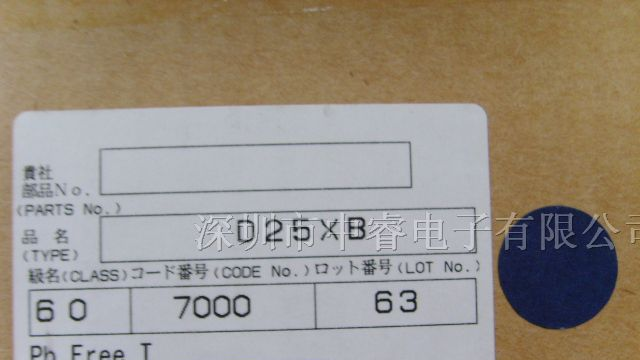 貴社
部品No.
(PARTS No.)
品名 D25XB
(TYPE)
深圳市中睿电子有限公司
級名(CLASS) コード番号(CODE No.) ロット番号(LOT No.)
60 7000 63
Pb Free T